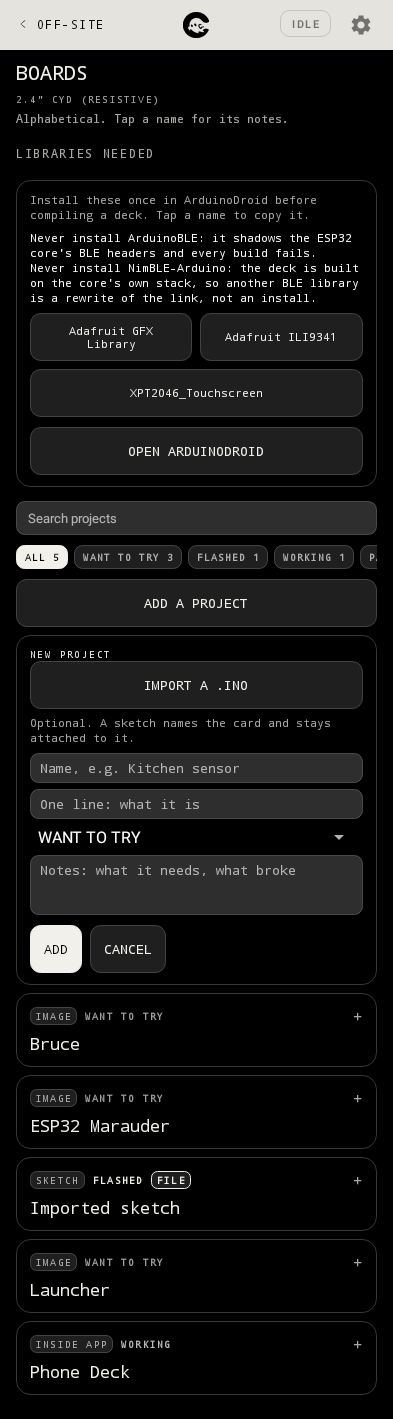 OFF-SITE
IDLE
BOARDS
2.4" CYD (RESISTIVE)
Alphabetical. Tap a name for its notes.
LIBRARIES NEEDED
Install these once in ArduinoDroid before
compiling a deck. Tap a name to copy it.
Never install ArduinoBLE: it shadows the ESP32
core's BLE headers and every build fails.
Never install NimBLE-Arduino: the deck is built
on the core's own stack, so another BLE library
is a rewrite of the link, not an install.
Adafruit GFX
Library
Adafruit ILI9341
XPT2046_Touchscreen
OPEN ARDUINODROID
Search projects
ALL 5 WANT TO TRY 3 FLASHED 1 WORKING 1
ADD A PROJECT
NEW PROJECT
IMPORT A .INO
Optional. A sketch names the card and stays
attached to it.
Name, e.g. Kitchen sensor
One line: what it is
WANT TO TRY
Notes: what it needs, what broke
ADD CANCEL
IMAGE WANT TO TRY +
Bruce
IMAGE WANT TO TRY +
ESP32 Marauder
SKETCH FLASHED FILE +
Imported sketch
IMAGE WANT TO TRY +
Launcher
INSIDE APP WORKING +
Phone Deck